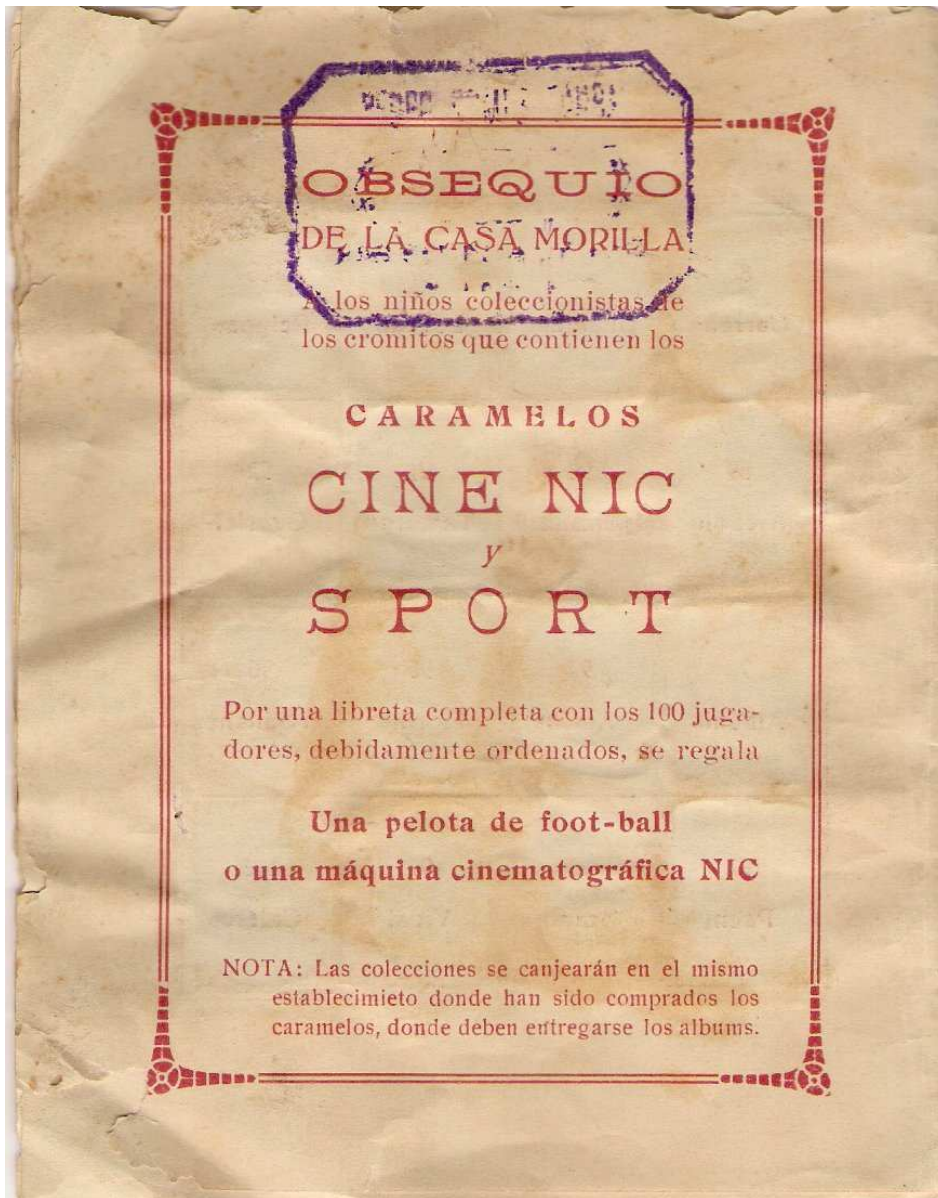 OBSEQUIO
DE LA CASA MORILLA
A los niños coleccionistas de
los cromitos que contienen los
CARAMELOS
CINE NIC
y
SPORT
Por una libreta completa con los 100 juga-
dores, debidamente ordenados, se regala
Una pelota de foot-ball
o una máquina cinematográfica NIC
NOTA: Las colecciones se canjearán en el mismo
establecimieto donde han sido comprados los
caramelos, donde deben entregarse los albums.